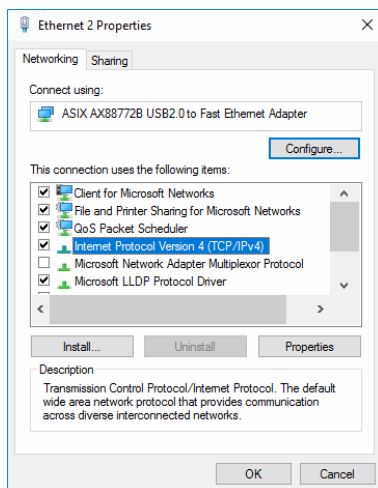 Ethernet 2 Properties
Networking
Sharing
Connect using:
ASIX AX88772B USB2.0 to Fast Ethernet Adapter
Configure...
This connection uses the following items:
Client for Microsoft Networks
File and Printer Sharing for Microsoft Networks
QoS Packet Scheduler
Internet Protocol Version 4 (TCP/IPv4)
Microsoft Network Adapter Multiplexor Protocol
Microsoft LLDP Protocol Driver
Install...
Uninstall
Properties
Description
Transmission Control Protocol/Internet Protocol. The default
wide area network protocol that provides communication
across diverse interconnected networks.
OK
Cancel